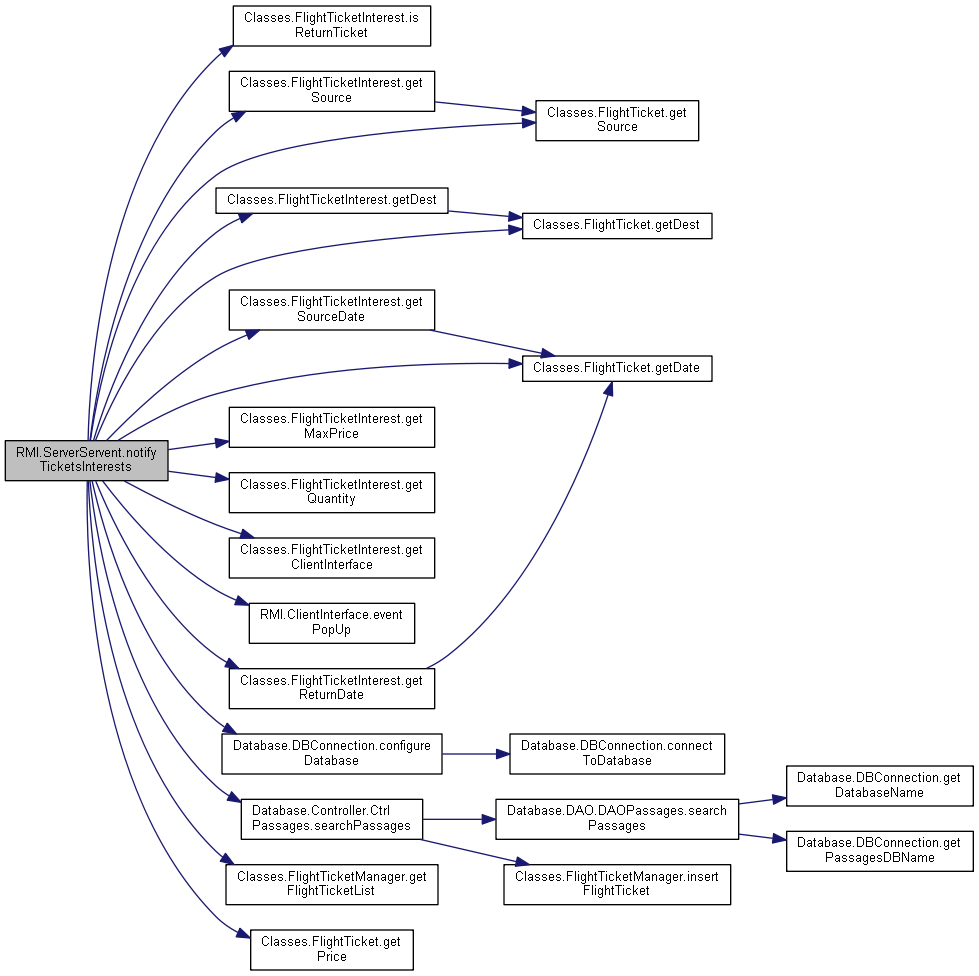 Classes.FlightTicketInterest.is
ReturnTicket
Classes.FlightTicketInterest.get
Source
Classes.FlightTicket.get
Source
Classes.FlightTicketInterest.getDest
Classes.FlightTicket.getDest
Classes.FlightTicketInterest.get
SourceDate
Classes.FlightTicket.getDate
Classes.FlightTicketInterest.get
MaxPrice
RMI.ServerServent.notify
TicketsInterests
Classes.FlightTicketInterest.get
Quantity
Classes.FlightTicketInterest.get
ClientInterface
RMI.ClientInterface.event
PopUp
Classes.FlightTicketInterest.get
ReturnDate
Database.DBConnection.configure
Database
Database.DBConnection.connect
ToDatabase
Database.DBConnection.get
DatabaseName
Database.Controller.Ctrl
Passages.searchPassages
Database.DAO.DAOPassages.search
Passages
Database.DBConnection.get
PassagesDBName
Classes.FlightTicketManager.get
FlightTicketList
Classes.FlightTicketManager.insert
FlightTicket
Classes.FlightTicket.get
Price